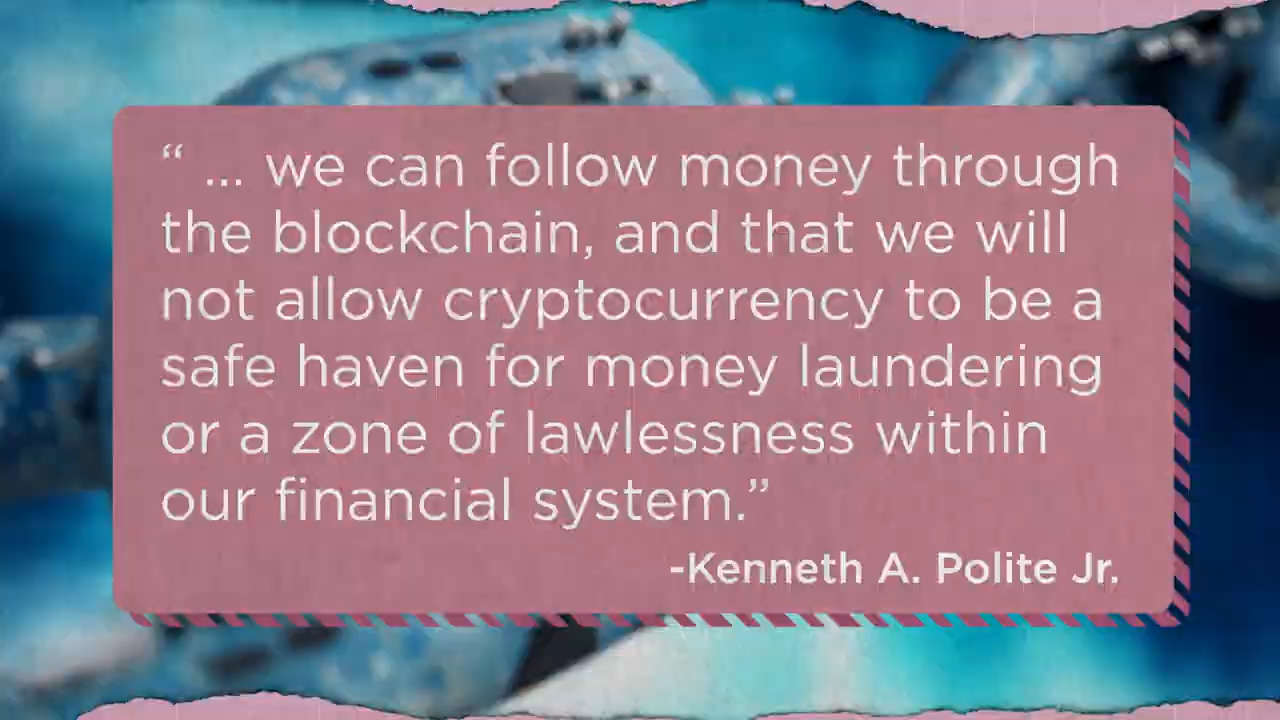 “ ... we can follow money through
the blockchain, and that we will
not allow cryptocurrency to be a
safe haven for money laundering
or a zone of lawlessness within
our financial system.”
-Kenneth A. Polite Jr.